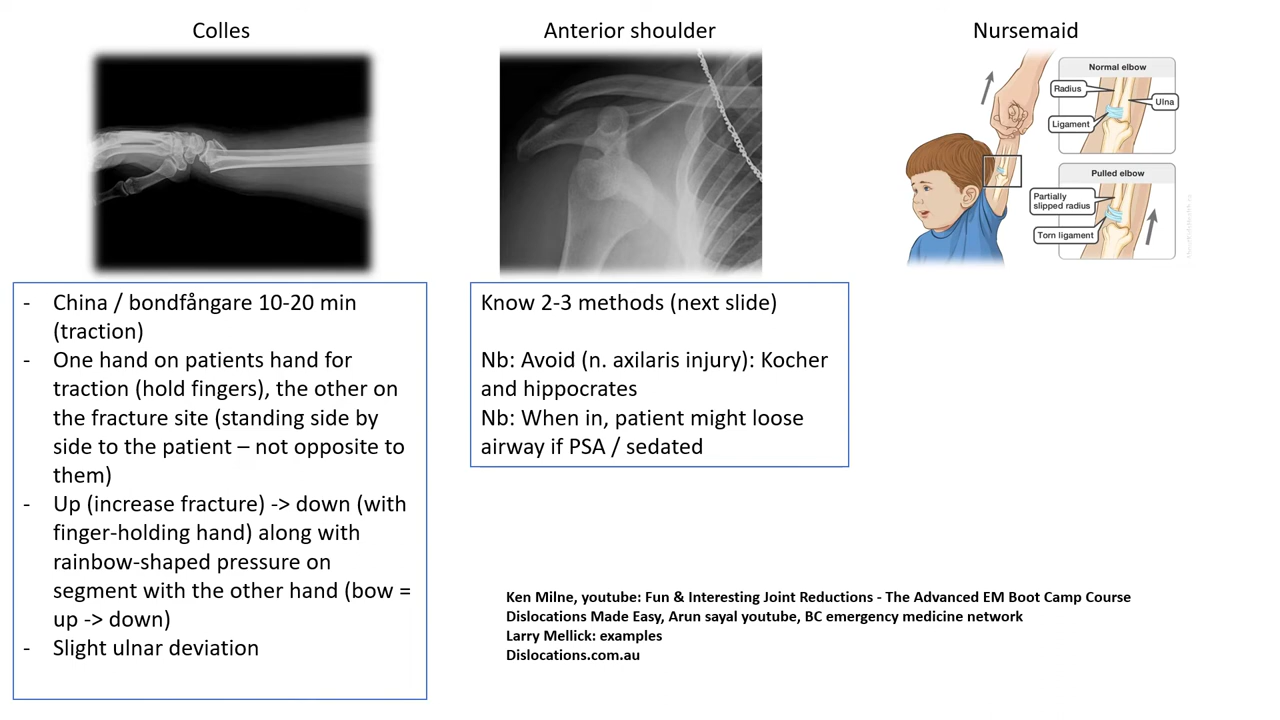 Colles
Anterior shoulder
Nursemaid
Normal elbow
Radius
Ulna
Ligament
Pulled elbow
Partially
slipped radius
Torn ligament
- China / bondfångare 10-20 min
(traction)
- One hand on patients hand for
traction (hold fingers), the other on
the fracture site (standing side by
side to the patient – not opposite to
them)
- Up (increase fracture) -> down (with
finger-holding hand) along with
rainbow-shaped pressure on
segment with the other hand (bow =
up -> down)
- Slight ulnar deviation
Know 2-3 methods (next slide)
Nb: Avoid (n. axilaris injury): Kocher
and hippocrates
Nb: When in, patient might loose
airway if PSA / sedated
Ken Milne, youtube: Fun & Interesting Joint Reductions - The Advanced EM Boot Camp Course
Dislocations Made Easy, Arun sayal youtube, BC emergency medicine network
Larry Mellick: examples
Dislocations.com.au